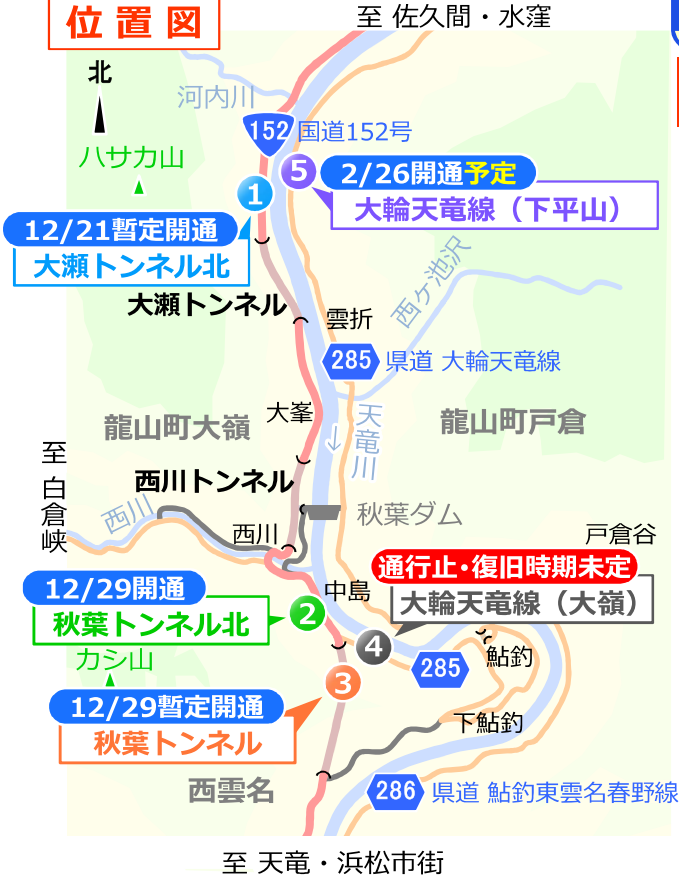 位置図
至 佐久間・水窪
北
河内川
152
国道152号
ハサカ山
1
5
2/26開通予定
大輪天竜線（下平山）
12/21暫定開通
大瀬トンネル北
西ヶ池沢
大瀬トンネル
雲折
285
県道 大輪天竜線
大峯
天竜川
龍山町大嶺
龍山町戸倉
至 白倉峡
西川トンネル
西川
秋葉ダム
西川
戸倉谷
通行止・復旧時期未定
12/29開通
中島
大輪天竜線（大嶺）
秋葉トンネル北
2
4
カシ山
285
鮎釣
3
12/29暫定開通
下鮎釣
秋葉トンネル
西雲名
286
県道 鮎釣東雲名春野線
至 天竜・浜松市街